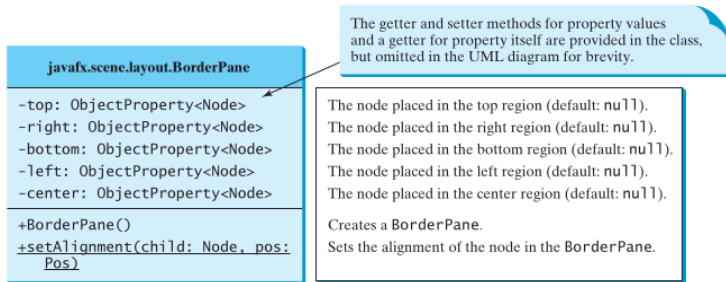 The getter and setter methods for property values
and a getter for property itself are provided in the class,
but omitted in the UML diagram for brevity.
javafx.scene.layout.BorderPane
-top: ObjectProperty<Node>
-right: ObjectProperty<Node>
-bottom: ObjectProperty<Node>
-left: ObjectProperty<Node>
-center: ObjectProperty<Node>
+BorderPane()
+setAlignment(child: Node, pos:
Pos)
The node placed in the top region (default: null).
The node placed in the right region (default: null).
The node placed in the bottom region (default: null).
The node placed in the left region (default: null).
The node placed in the center region (default: null).
Creates a BorderPane.
Sets the alignment of the node in the BorderPane.